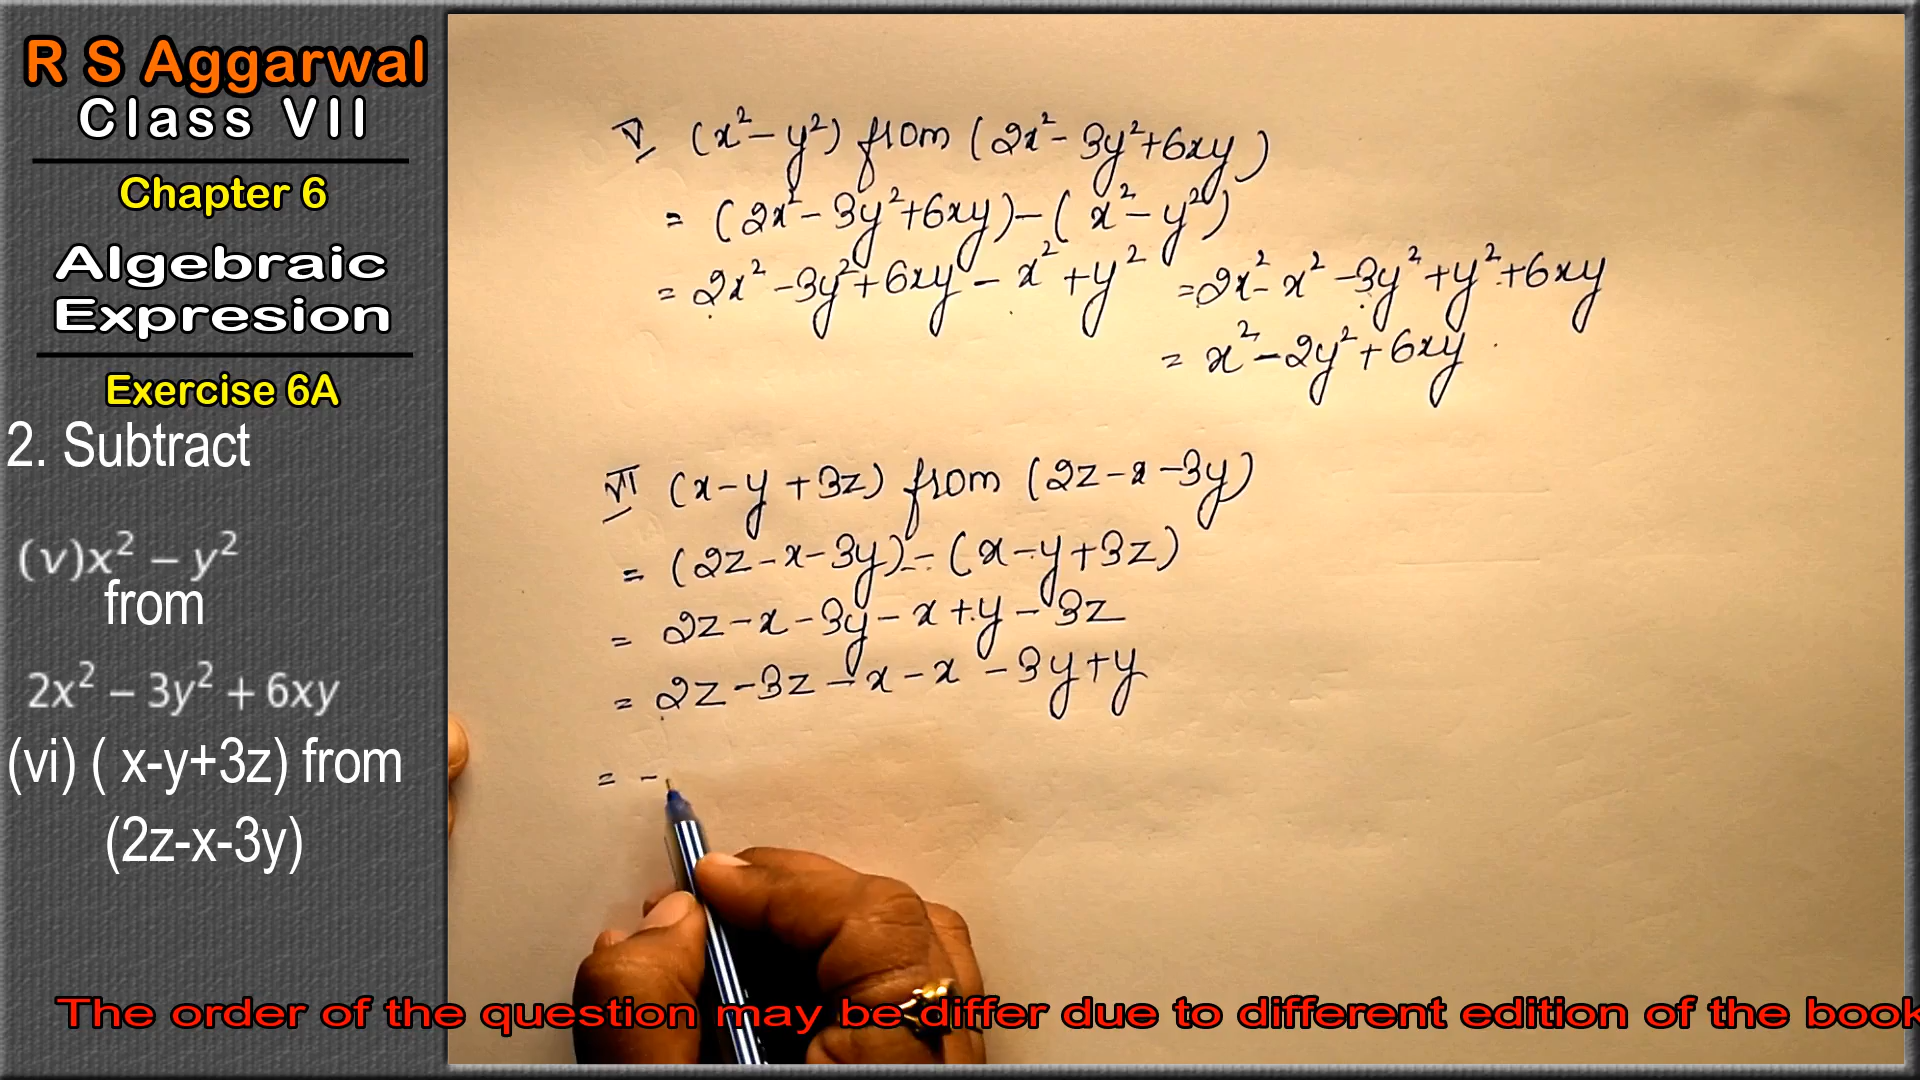 R S Aggarwal
Class VII
Chapter 6
Algebraic
Expresion
Exercise 6A
2. Subtract
(v)x² − y²
from
2x² − 3y² + 6xy
(vi) ( x-y+3z) from
(2z-x-3y)
V (x² - y²) from (2x² - 3y² + 6xy)
= (2x² - 3y² + 6xy) - (x² - y²)
= 2x² - 3y² + 6xy - x² + y² = 2x² - x² - 3y² + y² + 6xy
= x² - 2y² + 6xy
VI (x - y + 3z) from (2z - x - 3y)
= (2z - x - 3y) - (x - y + 3z)
= 2z - x - 3y - x + y - 3z
= 2z - 3z - x - x - 3y + y
= -
The order of the question may be differ due to different edition of the book